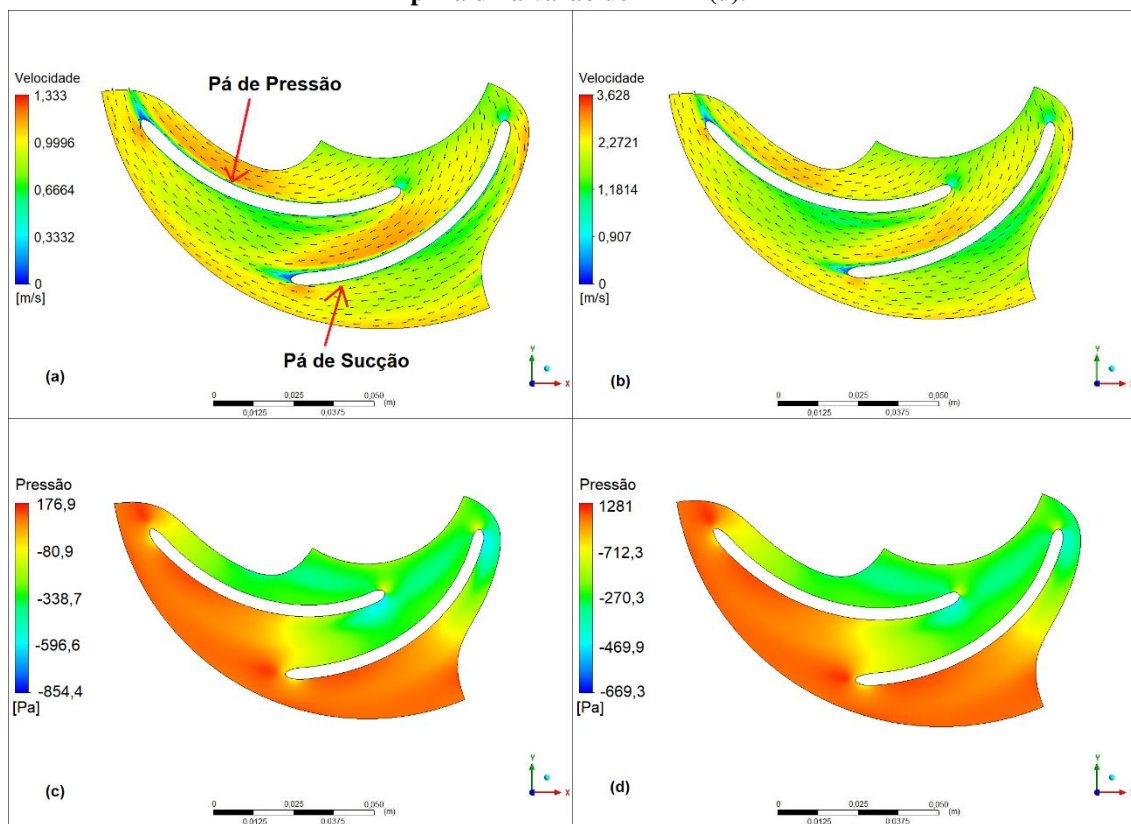 Velocidade
1,333
0,9996
0,6664
0,3332
0
[m/s]
Pá de Pressão
Pá de Sucção
(a)
0
0,025
0,050
(m)
0,0125
0,0375
Y
X
Velocidade
3,628
2,2721
1,1814
0,907
0
[m/s]
(b)
0
0,025
0,050
(m)
0,0125
0,0375
Y
X
Pressão
176,9
-80,9
-338,7
-596,6
-854,4
[Pa]
(c)
0
0,025
0,050
(m)
0,0125
0,0375
Y
X
Pressão
1281
-712,3
-270,3
-469,9
-669,3
[Pa]
(d)
0
0,025
0,050
(m)
0,0125
0,0375
Y
X